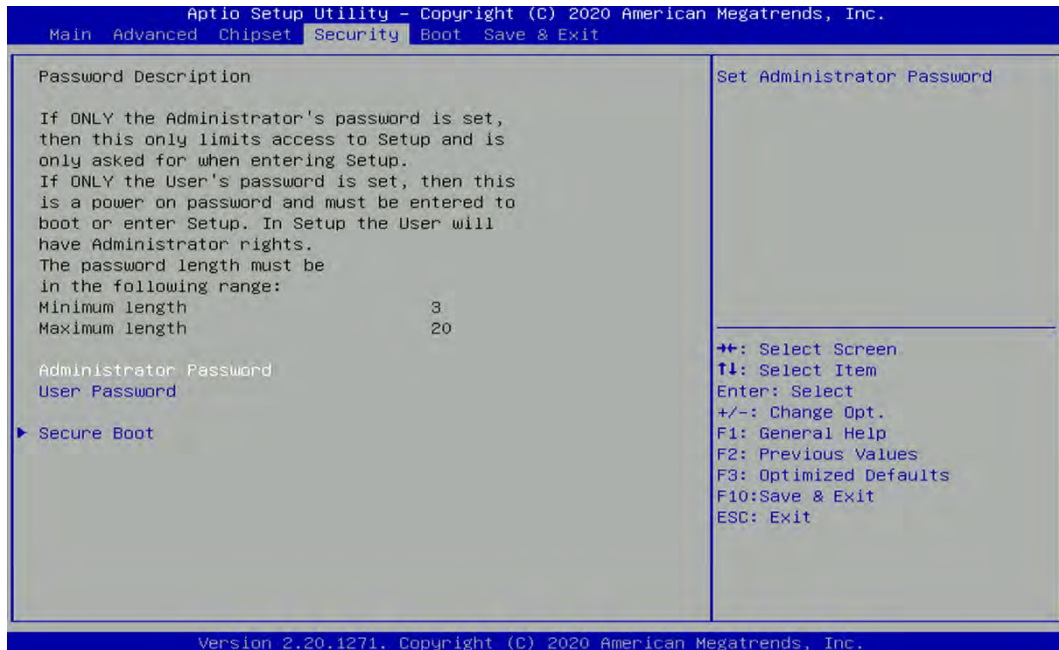 Aptio Setup Utility – Copyright (C) 2020 American Megatrends, Inc.
Main Advanced Chipset Security Boot Save & Exit
Password Description
If ONLY the Administrator's password is set,
then this only limits access to Setup and is
only asked for when entering Setup.
If ONLY the User's password is set, then this
is a power on password and must be entered to
boot or enter Setup. In Setup the User will
have Administrator rights.
The password length must be
in the following range:
Minimum length 3
Maximum length 20
Administrator Password
User Password
► Secure Boot
Set Administrator Password
→←: Select Screen
↑↓: Select Item
Enter: Select
+/-: Change Opt.
F1: General Help
F2: Previous Values
F3: Optimized Defaults
F10:Save & Exit
ESC: Exit
Version 2.20.1271. Copyright (C) 2020 American Megatrends, Inc.